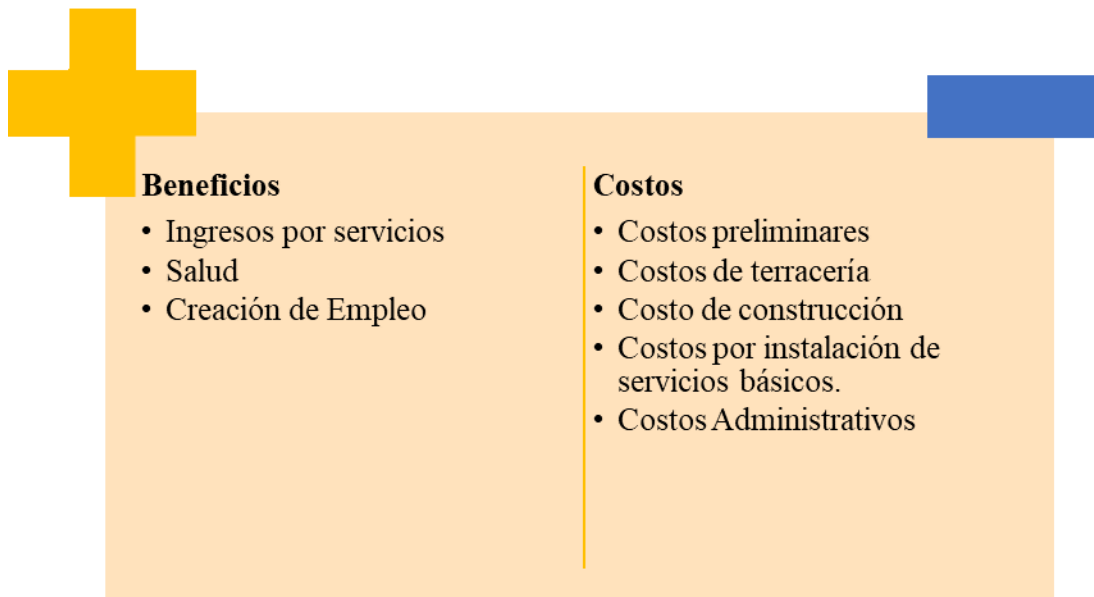 Beneficios
• Ingresos por servicios
• Salud
• Creación de Empleo
Costos
• Costos preliminares
• Costos de terracería
• Costo de construcción
• Costos por instalación de
servicios básicos.
• Costos Administrativos